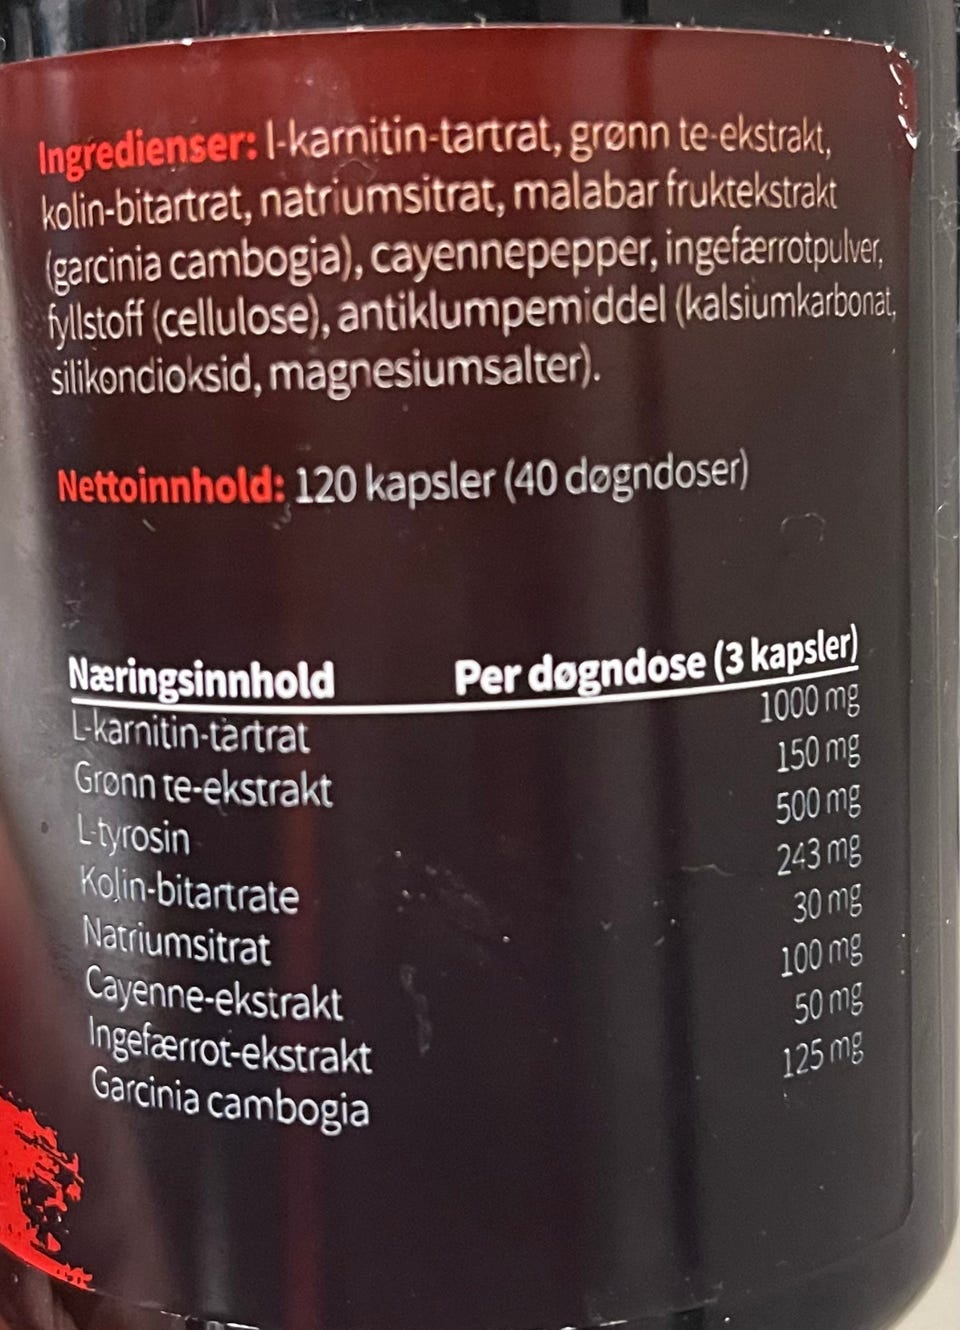 Ingredienser: l-karnitin-tartrat, grønn te-ekstrakt,
kolin-bitartrat, natriumsitrat, malabar fruktekstrakt
(garcinia cambogia), cayennepepper, ingefærrotpulver,
fyllstoff (cellulose), antiklumpemiddel (kalsiumkarbonat,
silikondioksid, magnesiumsalter).
Nettoinnhold: 120 kapsler (40 døgndoser)
Næringsinnhold Per døgndose (3 kapsler)
L-karnitin-tartrat 1000 mg
Grønn te-ekstrakt 150 mg
L-tyrosin 500 mg
Kolin-bitartrate 243 mg
Natriumsitrat 30 mg
Cayenne-ekstrakt 100 mg
Ingefærrot-ekstrakt 50 mg
Garcinia cambogia 125 mg